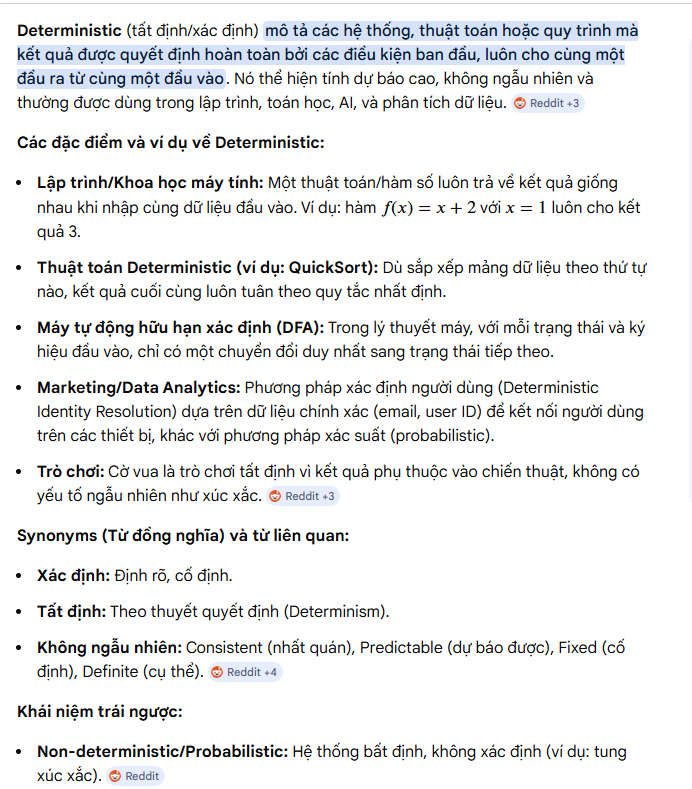 Deterministic (tất định/xác định) mô tả các hệ thống, thuật toán hoặc quy trình mà
kết quả được quyết định hoàn toàn bởi các điều kiện ban đầu, luôn cho cùng một
đầu ra từ cùng một đầu vào. Nó thể hiện tính dự báo cao, không ngẫu nhiên và
thường được dùng trong lập trình, toán học, AI, và phân tích dữ liệu. Reddit +3
Các đặc điểm và ví dụ về Deterministic:
• Lập trình/Khoa học máy tính: Một thuật toán/hàm số luôn trả về kết quả giống
nhau khi nhập cùng dữ liệu đầu vào. Ví dụ: hàm f(x) = x + 2 với x = 1 luôn cho kết
quả 3.
• Thuật toán Deterministic (ví dụ: QuickSort): Dù sắp xếp mảng dữ liệu theo thứ tự
nào, kết quả cuối cùng luôn tuân theo quy tắc nhất định.
• Máy tự động hữu hạn xác định (DFA): Trong lý thuyết máy, với mỗi trạng thái và ký
hiệu đầu vào, chỉ có một chuyển đổi duy nhất sang trạng thái tiếp theo.
• Marketing/Data Analytics: Phương pháp xác định người dùng (Deterministic
Identity Resolution) dựa trên dữ liệu chính xác (email, user ID) để kết nối người dùng
trên các thiết bị, khác với phương pháp xác suất (probabilistic).
• Trò chơi: Cờ vua là trò chơi tất định vì kết quả phụ thuộc vào chiến thuật, không có
yếu tố ngẫu nhiên như xúc xắc. Reddit +3
Synonyms (Từ đồng nghĩa) và từ liên quan:
• Xác định: Định rõ, cố định.
• Tất định: Theo thuyết quyết định (Determinism).
• Không ngẫu nhiên: Consistent (nhất quán), Predictable (dự báo được), Fixed (cố
định), Definite (cụ thể). Reddit +4
Khái niệm trái ngược:
• Non-deterministic/Probabilistic: Hệ thống bất định, không xác định (ví dụ: tung
xúc xắc). Reddit